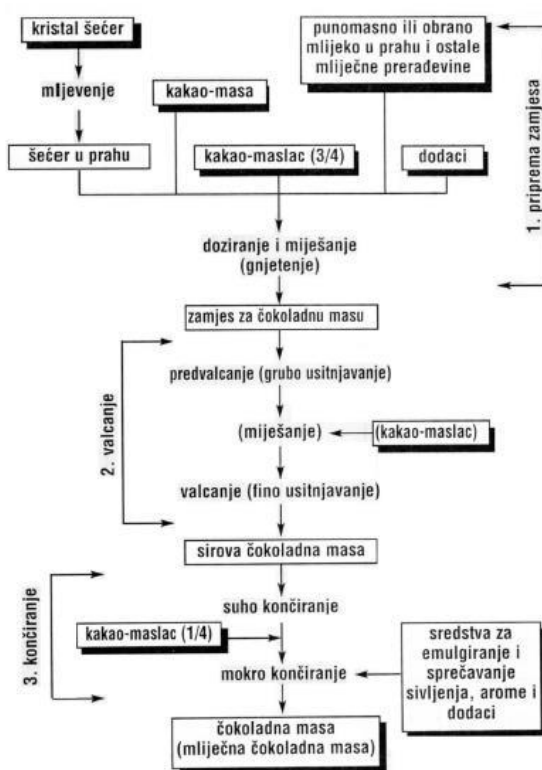 kristal šećer
punomasno ili obrano
mlijeko u prahu i ostale
mliječne prerađevine
mljevenje
kakao-masa
šećer u prahu
kakao-maslac (3/4)
dodaci
1. priprema zamjesa
doziranje i miješanje
(gnjetenje)
zamjes za čokoladnu masu
predvalcanje (grubo usitnjavanje)
2. valcanje
(miješanje)
(kakao-maslac)
valcanje (fino usitnjavanje)
sirova čokoladna masa
suho končiranje
3. končiranje
kakao-maslac (1/4)
mokro končiranje
sredstva za
emulgiranje i
sprečavanje
sivljenja, arome i
dodaci
čokoladna masa
(mliječna čokoladna masa)